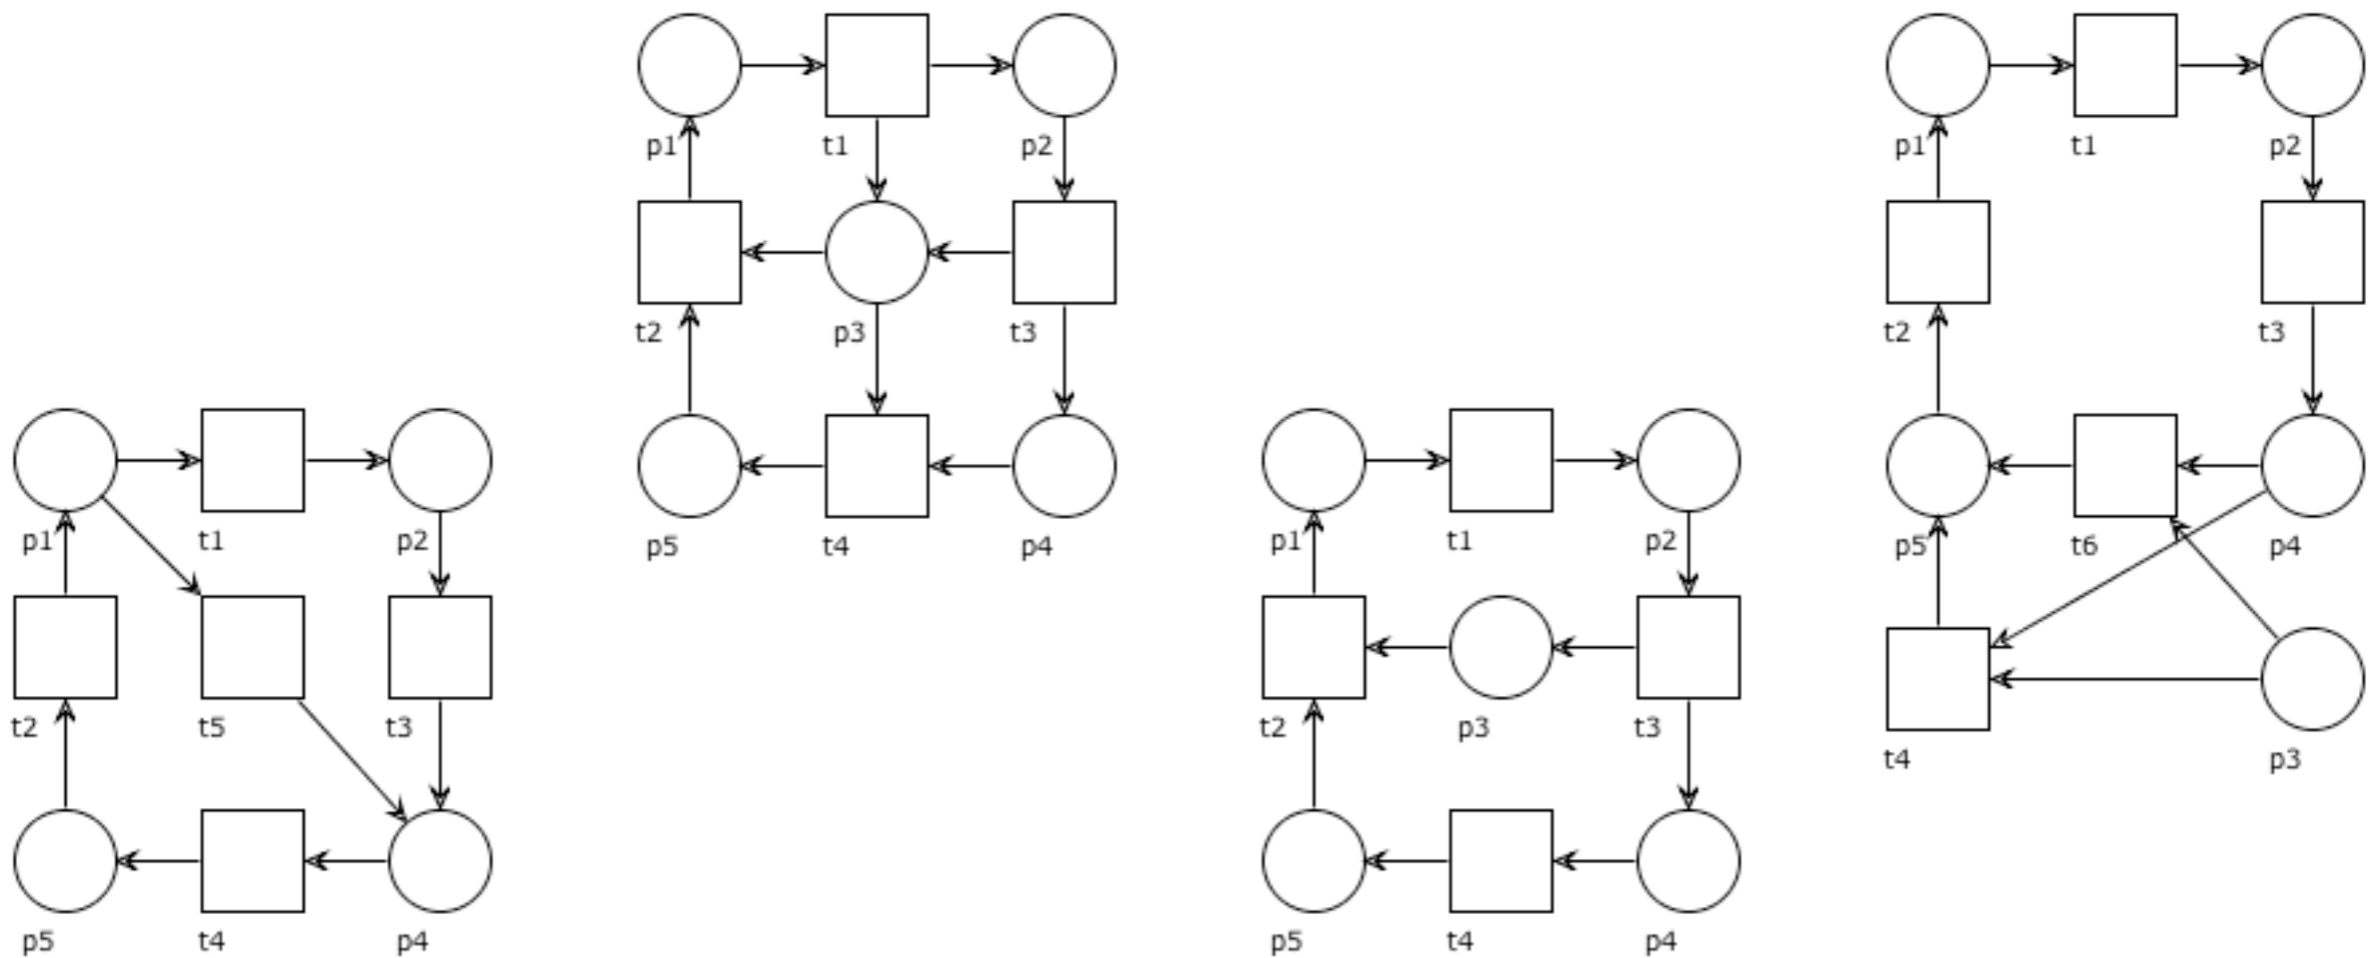 p1 t1 p2
t2 t5 t3
p5 t4 p4
p1 t1 p2
t2 p3 t3
p5 t4 p4
p1 t1 p2
t2 p3 t3
p5 t4 p4
p1 t1 p2
t2 t3
p5 t6 p4
t4 p3